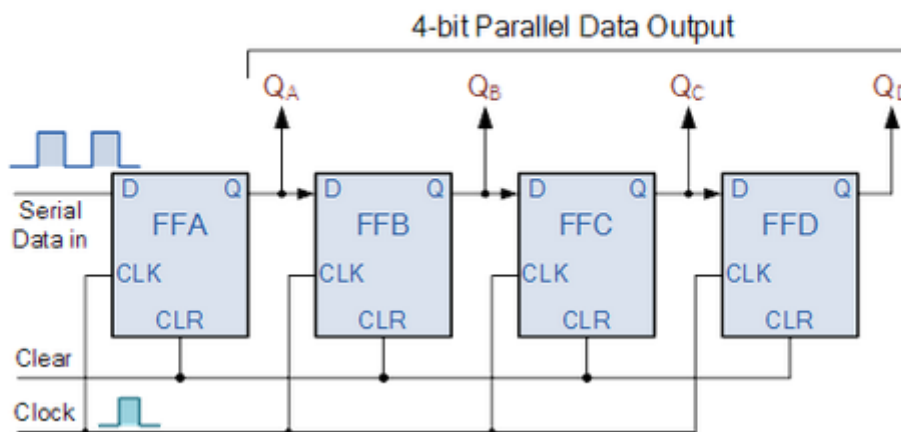 4-bit Parallel Data Output
QA QB QC QD
D Q D Q D Q D Q
Serial
Data in
FFA FFB FFC FFD
CLK CLK CLK CLK
CLR CLR CLR CLR
Clear
Clock